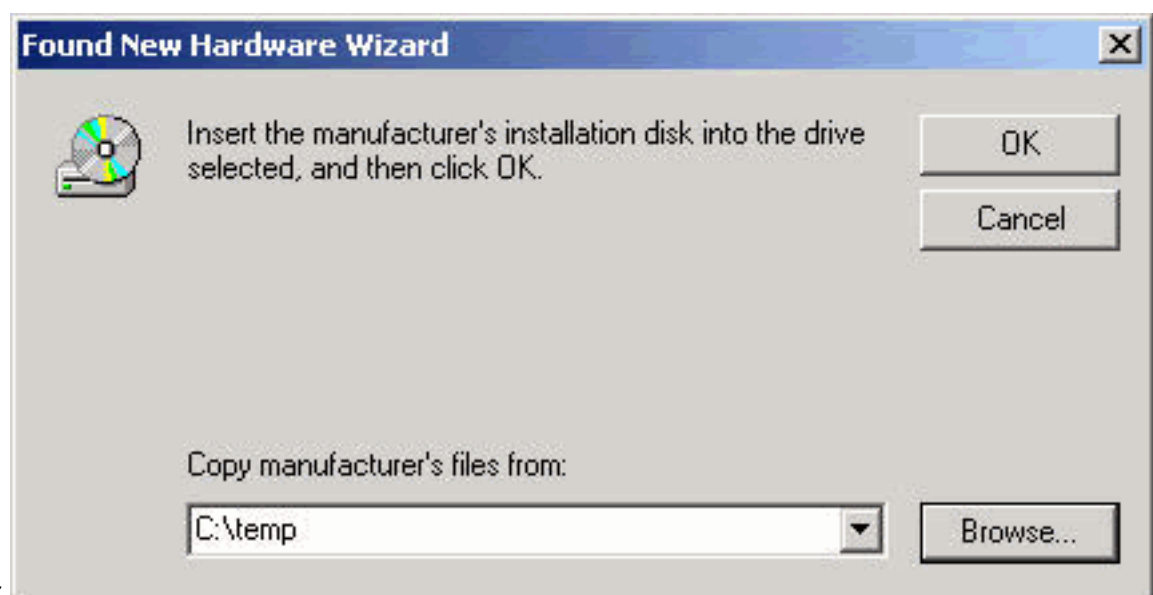 Found New Hardware Wizard
Insert the manufacturer's installation disk into the drive
selected, and then click OK.
OK
Cancel
Copy manufacturer's files from:
C:\temp
Browse...